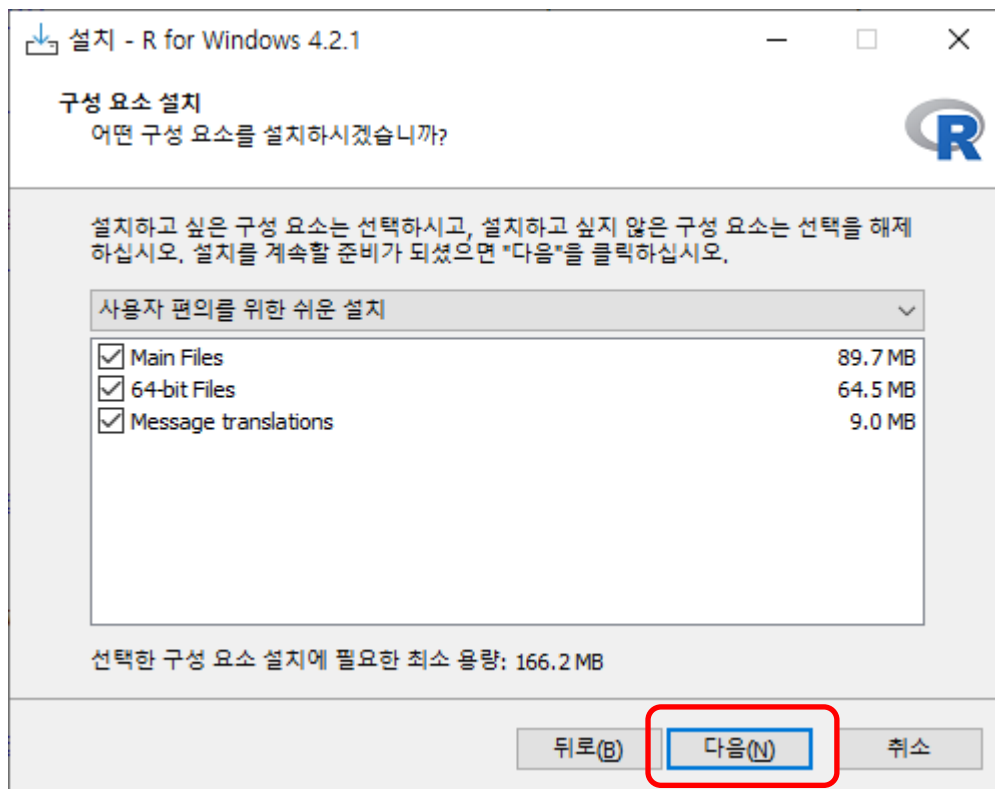 설치 - R for Windows 4.2.1
구성 요소 설치
어떤 구성 요소를 설치하시겠습니까?
R
설치하고 싶은 구성 요소는 선택하시고, 설치하고 싶지 않은 구성 요소는 선택을 해제
하십시오. 설치를 계속할 준비가 되셨으면 "다음"을 클릭하십시오.
사용자 편의를 위한 쉬운 설치
Main Files 89.7 MB
64-bit Files 64.5 MB
Message translations 9.0 MB
선택한 구성 요소 설치에 필요한 최소 용량: 166.2 MB
뒤로(B) 다음(N) 취소